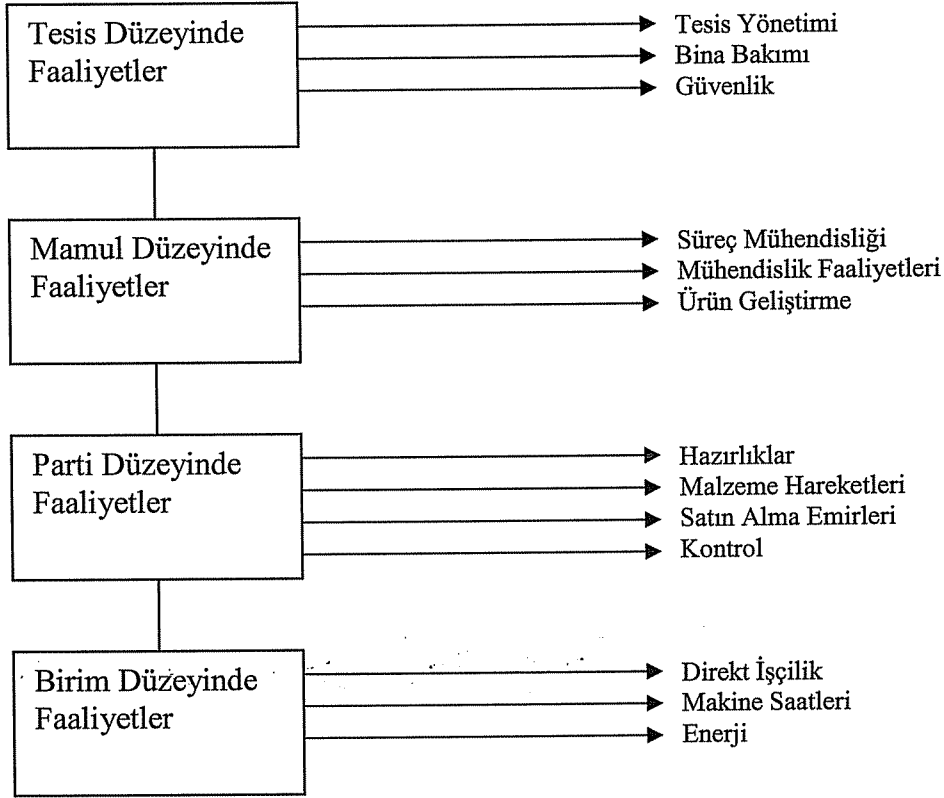 Tesis Düzeyinde
Faaliyetler
Tesis Yönetimi
Bina Bakımı
Güvenlik
Mamul Düzeyinde
Faaliyetler
Süreç Mühendisliği
Mühendislik Faaliyetleri
Ürün Geliştirme
Parti Düzeyinde
Faaliyetler
Hazırlıklar
Malzeme Hareketleri
Satın Alma Emirleri
Kontrol
Birim Düzeyinde
Faaliyetler
Direkt İşçilik
Makine Saatleri
Enerji